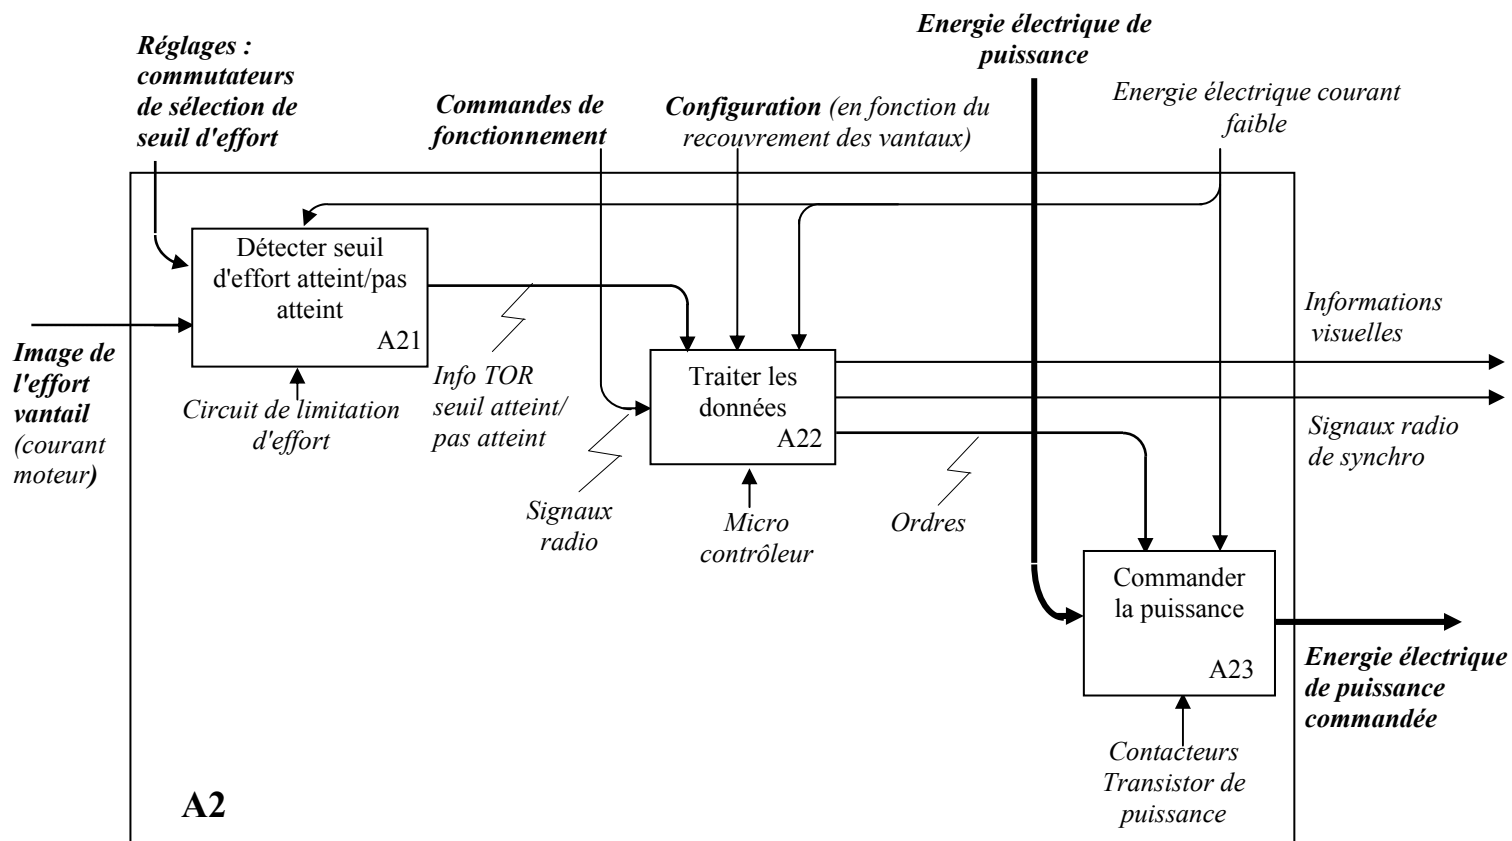 Réglages :
commutateurs
de sélection de
seuil d'effort
Commandes de
fonctionnement
Configuration (en fonction du
recouvrement des vantaux)
Energie électrique de
puissance
Energie électrique courant
faible
Détecter seuil
d'effort atteint/pas
atteint
A21
Image de
l'effort
vantail
(courant
moteur)
Circuit de limitation
d'effort
Info TOR
seuil atteint/
pas atteint
Signaux
radio
Traiter les
données
A22
Micro
contrôleur
Ordres
Informations
visuelles
Signaux radio
de synchro
Commander
la puissance
A23
Energie électrique
de puissance
commandée
Contacteurs
Transistor de
puissance
A2